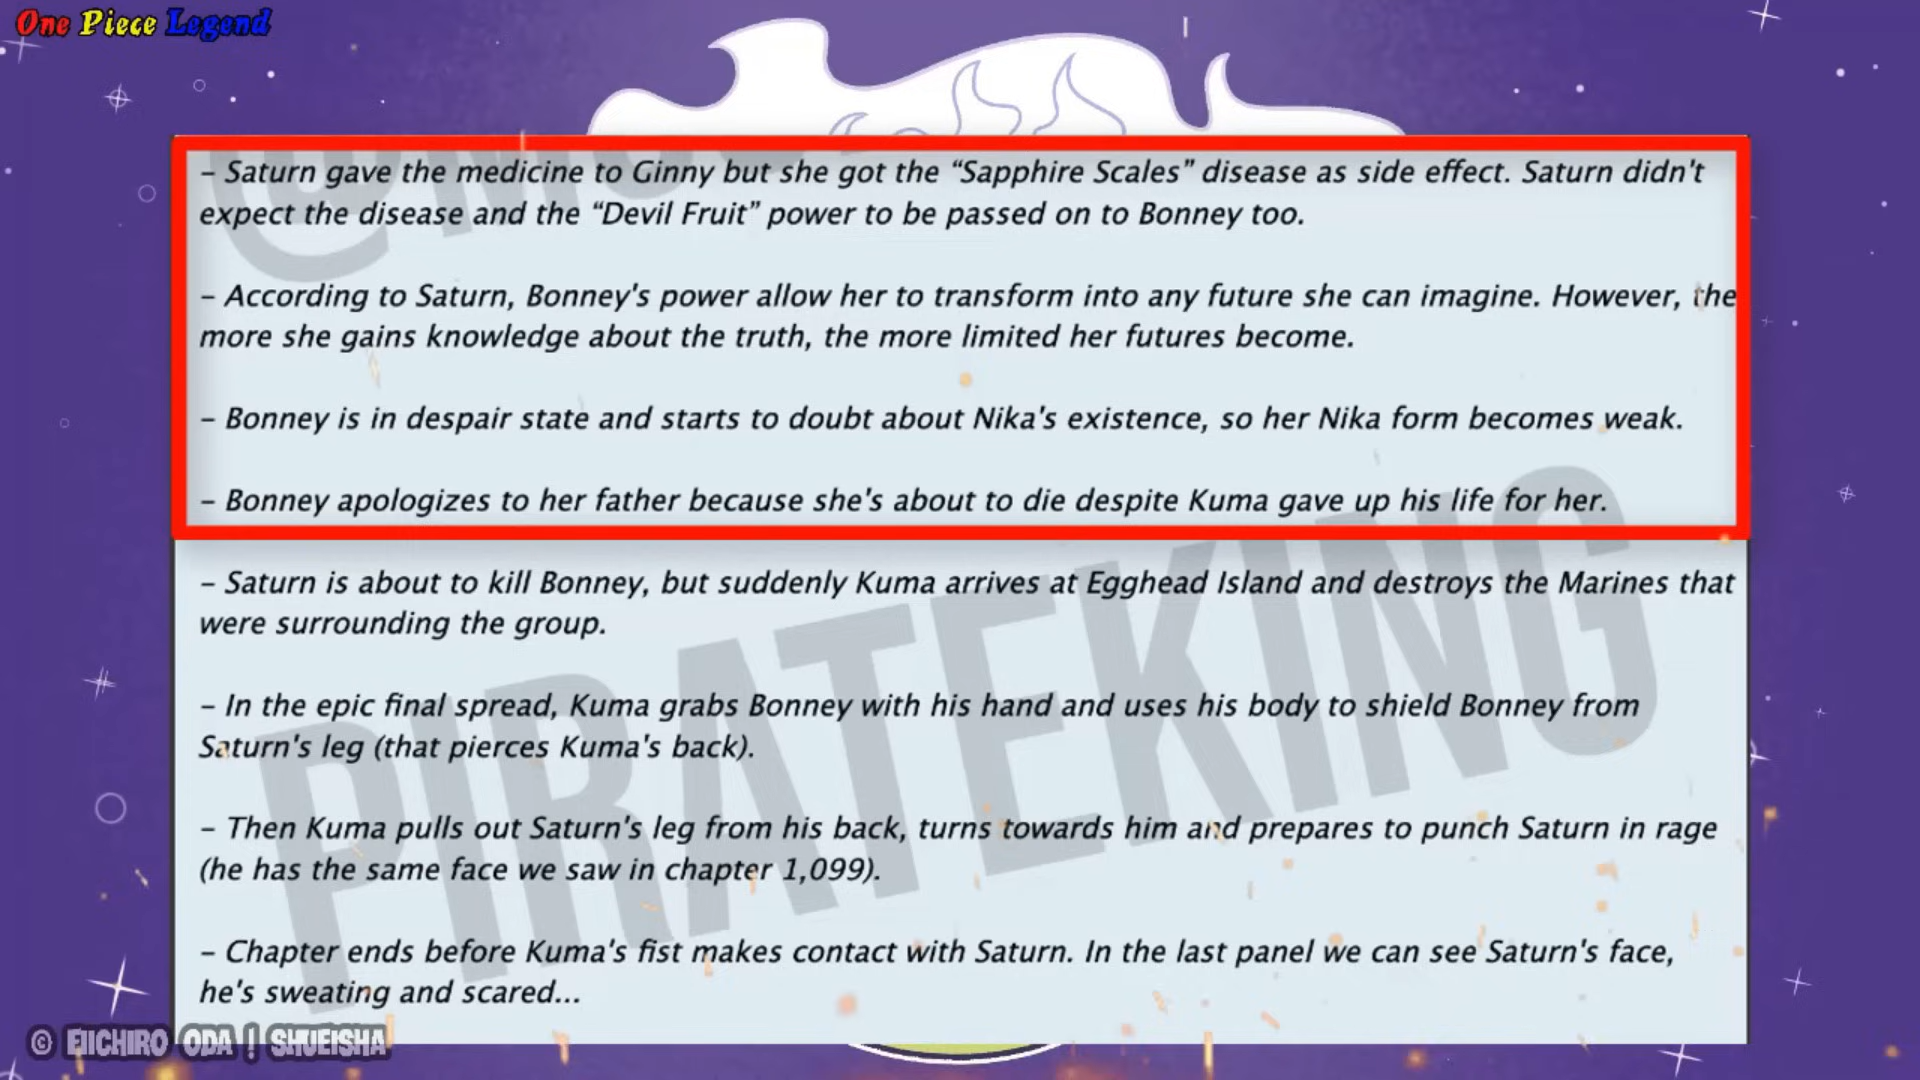 One Piece Legend
– Saturn gave the medicine to Ginny but she got the “Sapphire Scales” disease as side effect. Saturn didn't
expect the disease and the “Devil Fruit” power to be passed on to Bonney too.
– According to Saturn, Bonney's power allow her to transform into any future she can imagine. However, the
more she gains knowledge about the truth, the more limited her futures become.
– Bonney is in despair state and starts to doubt about Nika's existence, so her Nika form becomes weak.
– Bonney apologizes to her father because she's about to die despite Kuma gave up his life for her.
– Saturn is about to kill Bonney, but suddenly Kuma arrives at Egghead Island and destroys the Marines that
were surrounding the group.
– In the epic final spread, Kuma grabs Bonney with his hand and uses his body to shield Bonney from
Saturn's leg (that pierces Kuma's back).
– Then Kuma pulls out Saturn's leg from his back, turns towards him and prepares to punch Saturn in rage
(he has the same face we saw in chapter 1,099).
– Chapter ends before Kuma's fist makes contact with Saturn. In the last panel we can see Saturn's face,
he's sweating and scared...
PIRATEKING
© EIICHIRO ODA | SHUEISHA